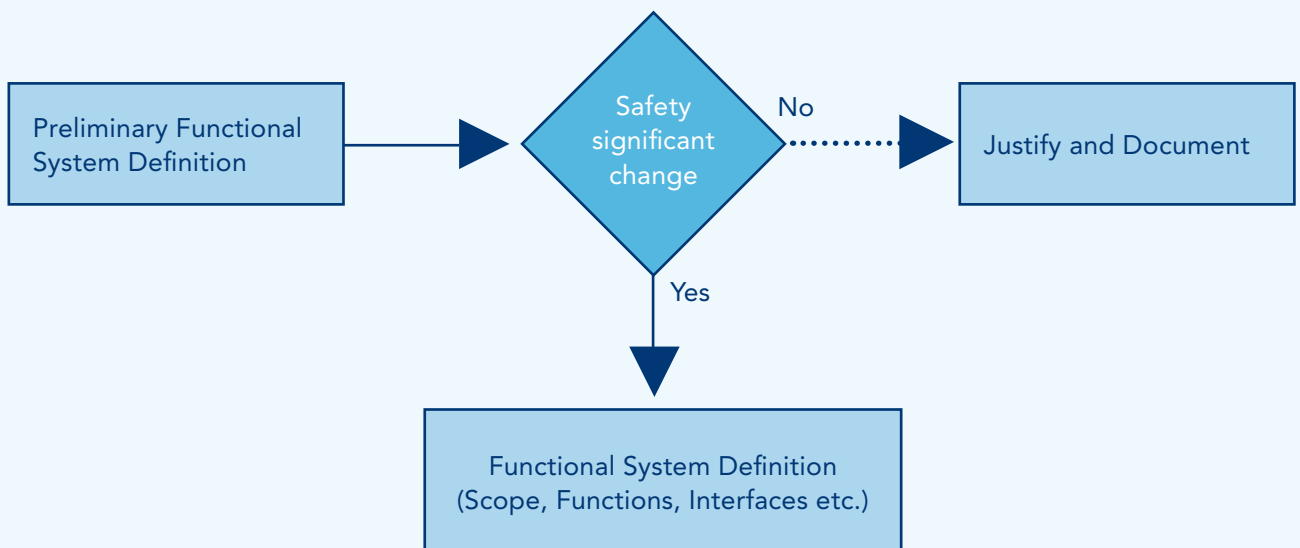 Preliminary Functional
System Definition
Safety
significant
change
No
Justify and Document
Yes
Functional System Definition
(Scope, Functions, Interfaces etc.)